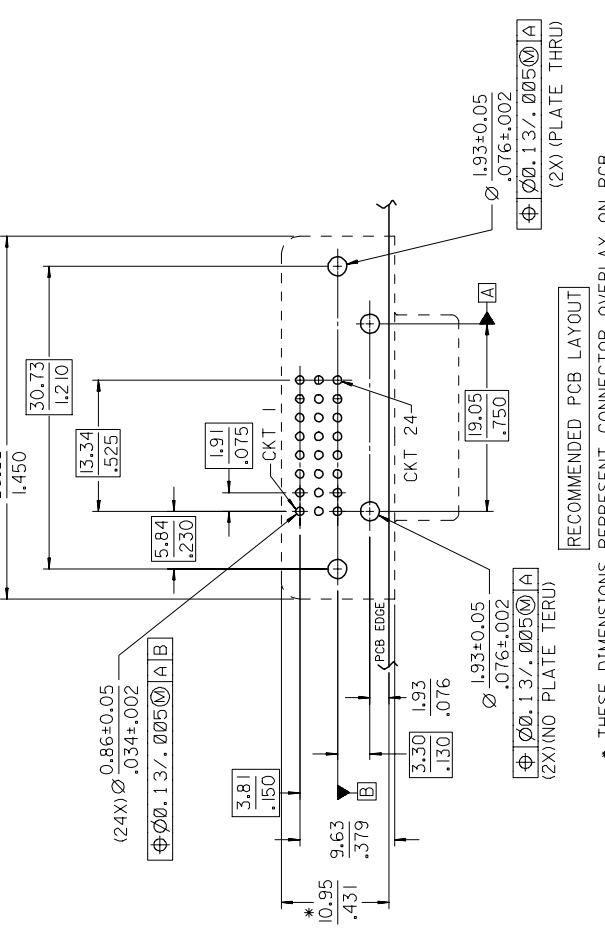 1.450
30.73
1.210
13.34
.525
1.91
.075
5.84
.230
CKT 1
CKT 24
(24X) Ø 0.86±0.05
.034±.002
⌖ Ø0.13/.005Ⓜ A B
PCB EDGE
19.05
.750
A
1.93±0.05
Ø .076±.002
⌖ Ø0.13/.005Ⓜ A
(2X) (PLATE THRU)
3.81
.150
B
9.63
.379
*
10.95
.431
1.93
.076
3.30
.130
1.93±0.05
Ø .076±.002
⌖ Ø0.13/.005Ⓜ A
(2X)(NO PLATE TERU)
RECOMMENDED PCB LAYOUT
* THESE DIMENSIONS REPRESENT CONNECTOR OVERLAY ON PCB